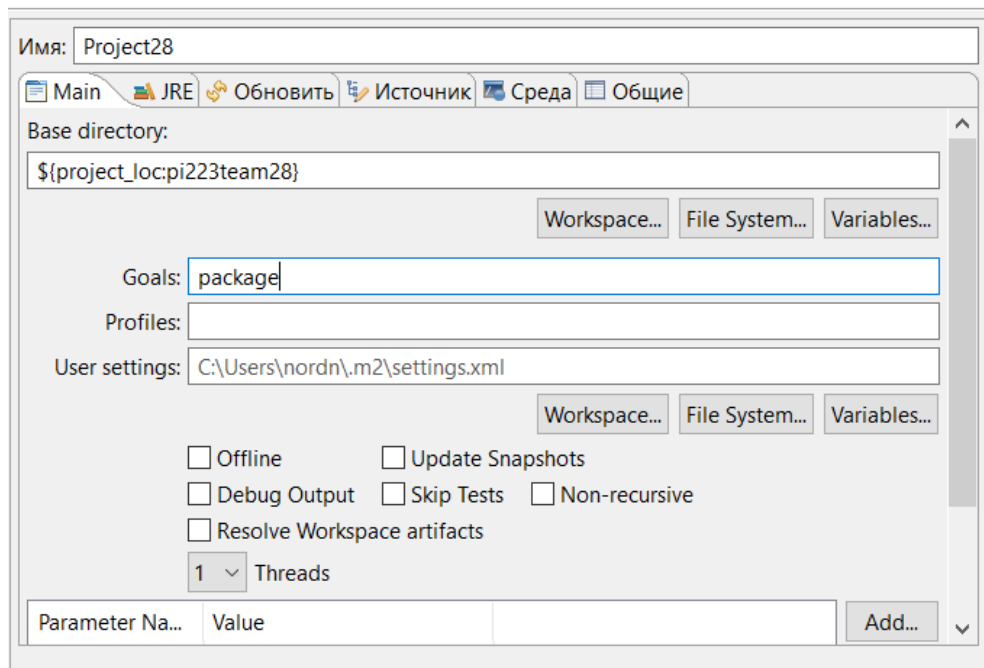 Имя: Project28
Main JRE Обновить Источник Среда Общие
Base directory:
${project_loc:pi223team28}
Workspace... File System... Variables...
Goals: package
Profiles:
User settings: C:\Users\nordn\.m2\settings.xml
Workspace... File System... Variables...
Offline Update Snapshots
Debug Output Skip Tests Non-recursive
Resolve Workspace artifacts
1 Threads
Parameter Na... Value Add...